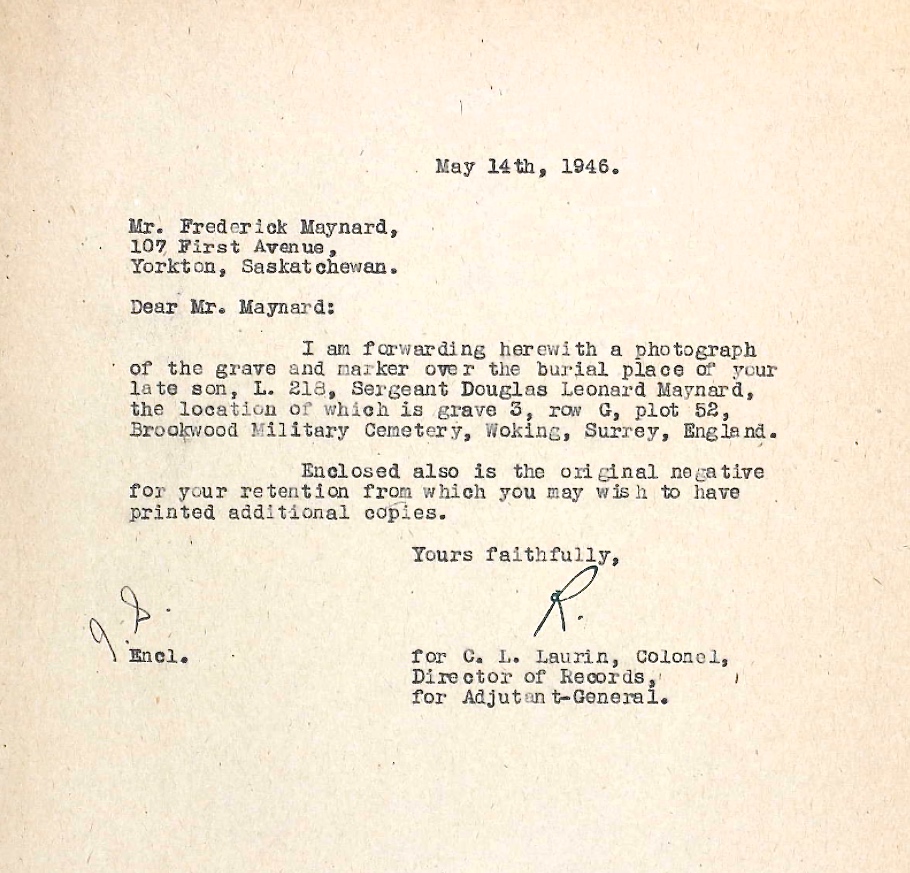 May 14th, 1946.
Mr. Frederick Maynard,
107 First Avenue,
Yorkton, Saskatchewan.
Dear Mr. Maynard:
I am forwarding herewith a photograph
of the grave and marker over the burial place of your
late son, L. 218, Sergeant Douglas Leonard Maynard,
the location of which is grave 3, row G, plot 52,
Brookwood Military Cemetery, Woking, Surrey, England.
Enclosed also is the original negative
for your retention from which you may wish to have
printed additional copies.
Yours faithfully,
R.
Encl.
for C. L. Laurin, Colonel,
Director of Records,
for Adjutant-General.